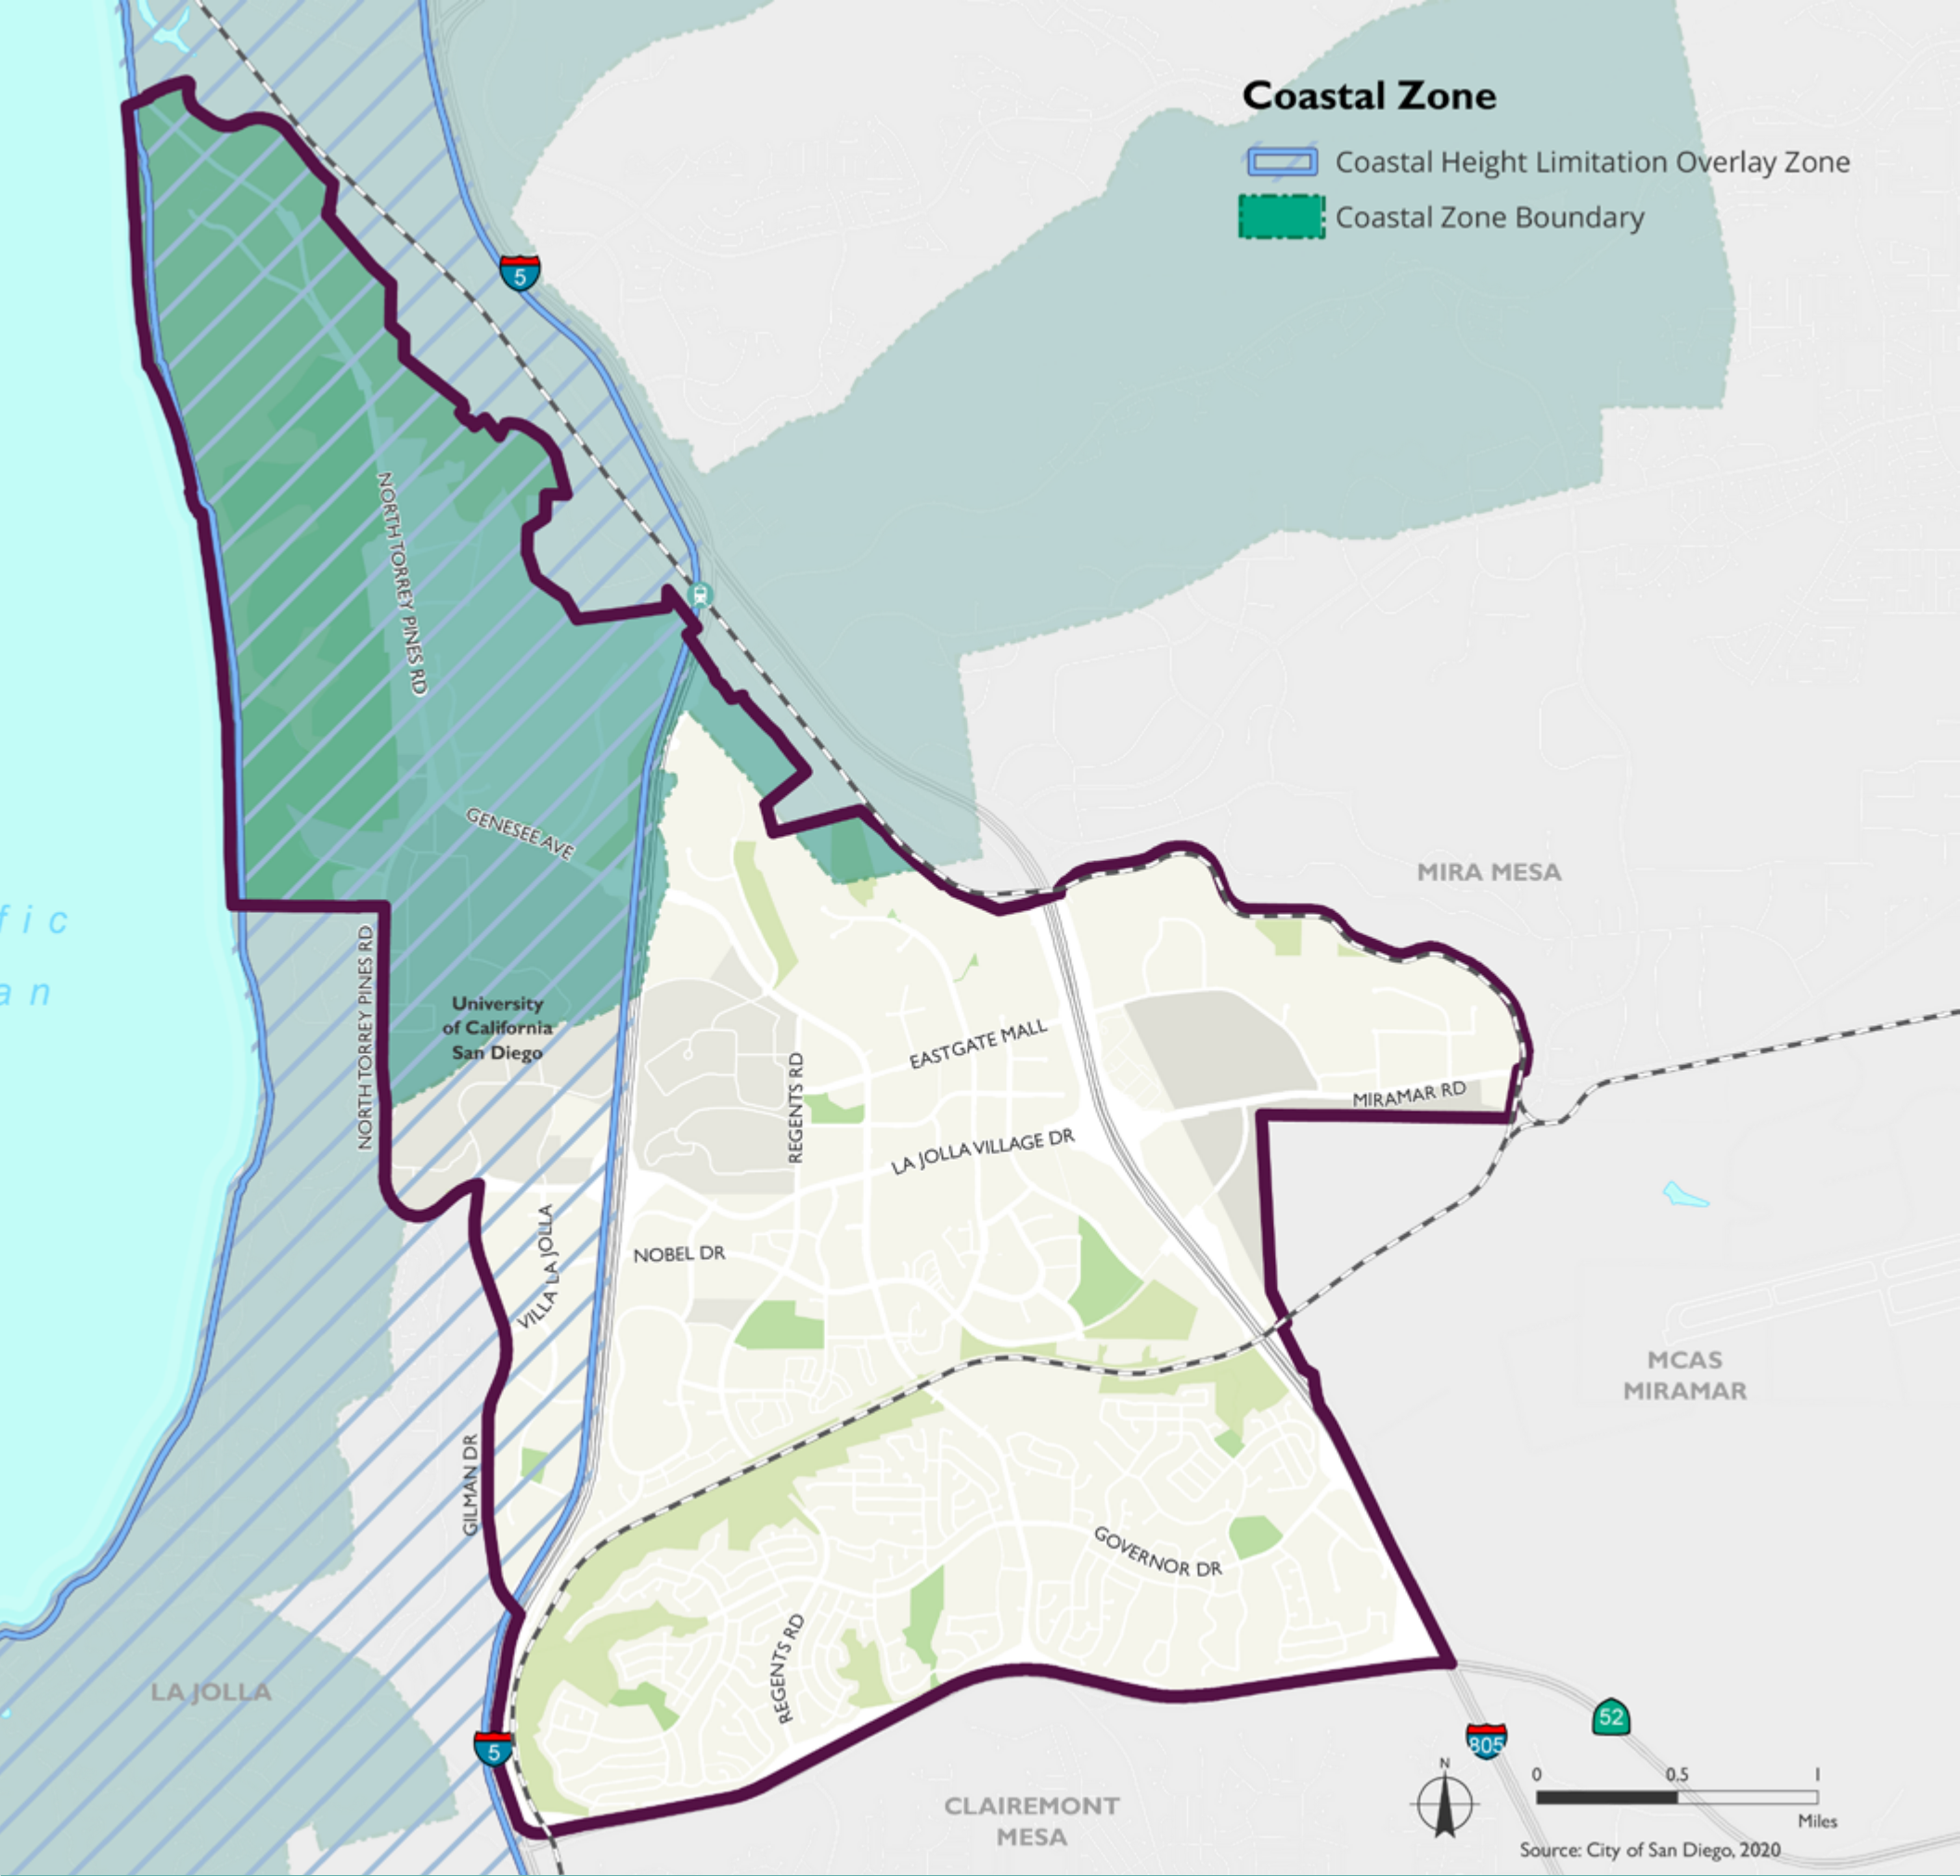 Coastal Zone
Coastal Height Limitation Overlay Zone
Coastal Zone Boundary
5
NORTH TORREY PINES RD
GENESEE AVE
MIRA MESA
fic
an
NORTH TORREY PINES RD
University
of California
San Diego
EASTGATE MALL
REGENTS RD
MIRAMAR RD
LA JOLLA VILLAGE DR
VILLA LA JOLLA
NOBEL DR
MCAS
MIRAMAR
GILMAN DR
GOVERNOR DR
REGENTS RD
LA JOLLA
5
52
805
CLAIREMONT
MESA
N
0 0.5 1
Miles
Source: City of San Diego, 2020